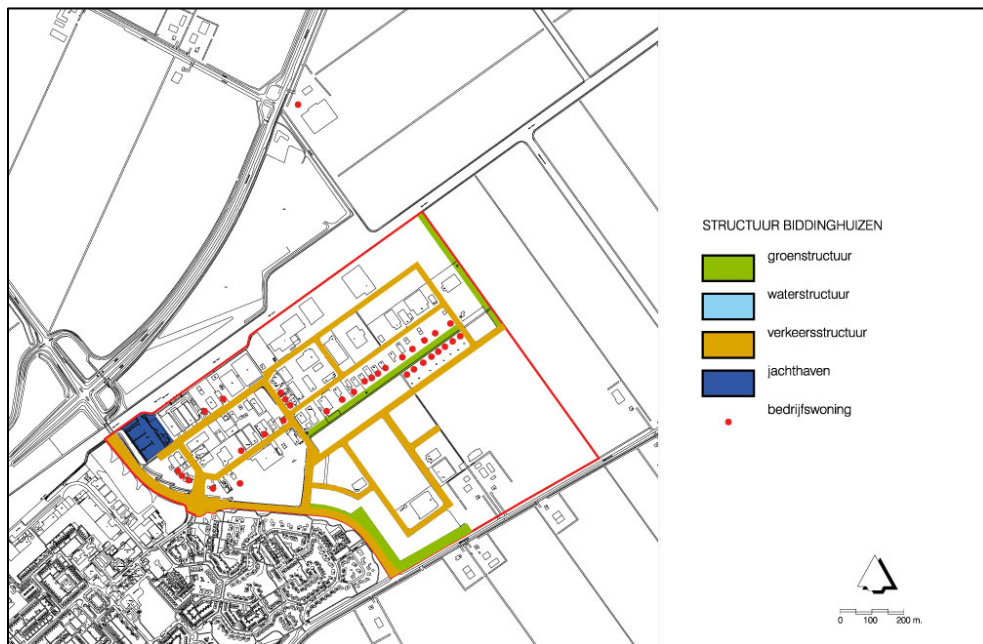 STRUCTUUR BIDDINGHUIZEN
groenstructuur
waterstructuur
verkeersstructuur
jachthaven
bedrijfswoning
0 100 200 m.